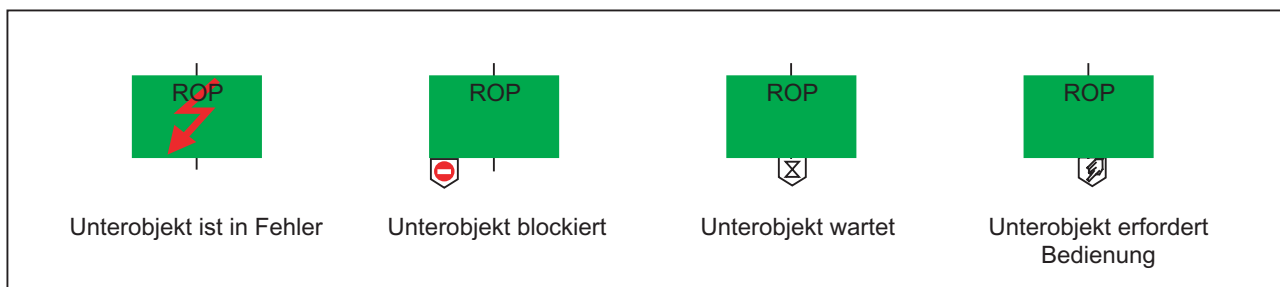 ROP
ROP
ROP
ROP
Unterobjekt ist in Fehler
Unterobjekt blockiert
Unterobjekt wartet
Unterobjekt erfordert
Bedienung